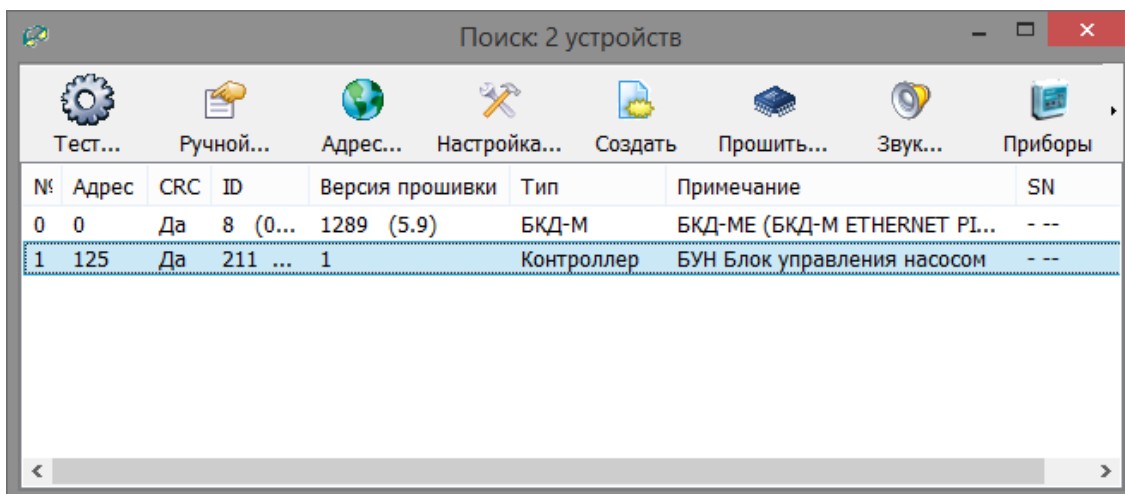 Поиск: 2 устройств
Тест... Ручной... Адрес... Настройка... Создать Прошить... Звук... Приборы
№ Адрес CRC ID Версия прошивки Тип Примечание SN
0 0 Да 8 (0... 1289 (5.9) БКД-М БКД-МЕ (БКД-М ETHERNET PI... - --
1 125 Да 211 ... 1 Контроллер БУН Блок управления насосом - --